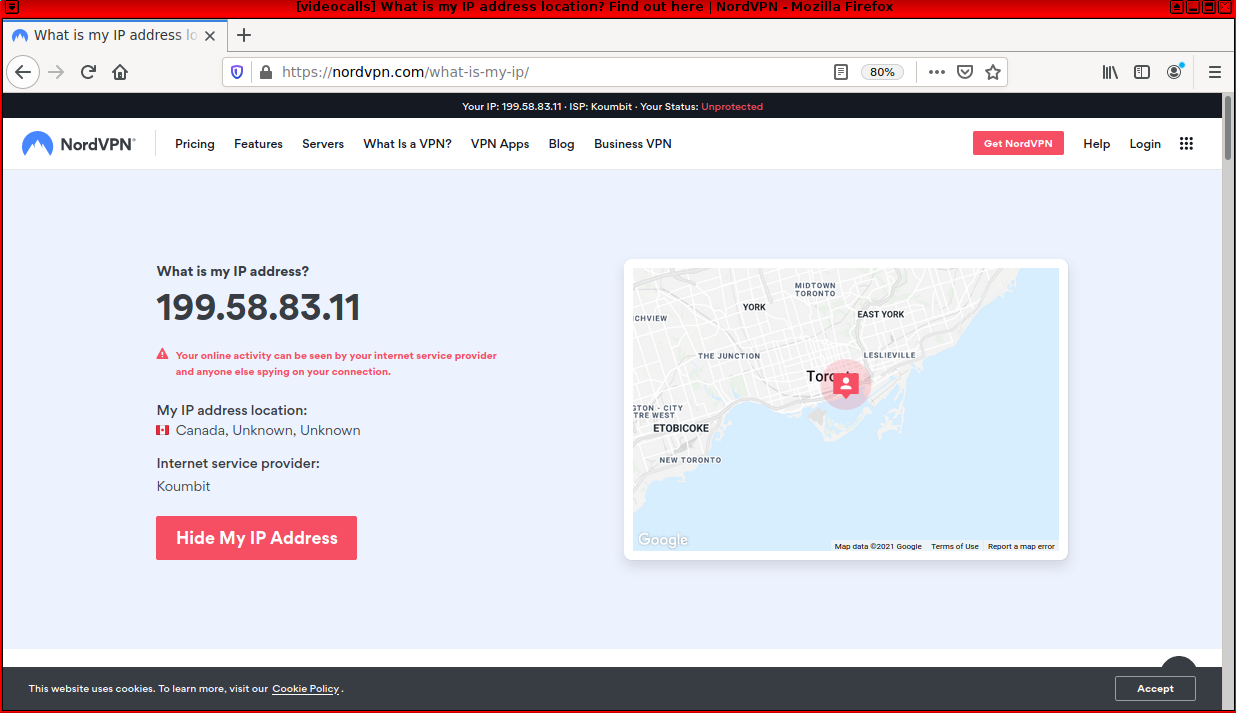 [videocalls] What is my IP address location? Find out here | NordVPN - Mozilla Firefox
What is my IP address lo
https://nordvpn.com/what-is-my-ip/
80%
Your IP: 199.58.83.11 · ISP: Koumbit · Your Status: Unprotected
NordVPN®
Pricing
Features
Servers
What Is a VPN?
VPN Apps
Blog
Business VPN
Get NordVPN
Help
Login
What is my IP address?
199.58.83.11
Your online activity can be seen by your internet service provider
and anyone else spying on your connection.
My IP address location:
Canada, Unknown, Unknown
Internet service provider:
Koumbit
Hide My IP Address
MIDTOWN
TORONTO
YORK
EAST YORK
CHVIEW
THE JUNCTION
LESLIEVILLE
Toro
GTON - CITY
TRE WEST
ETOBICOKE
NEW TORONTO
Google
Map data ©2021 Google
Terms of Use
Report a map error
This website uses cookies. To learn more, visit our Cookie Policy.
Accept